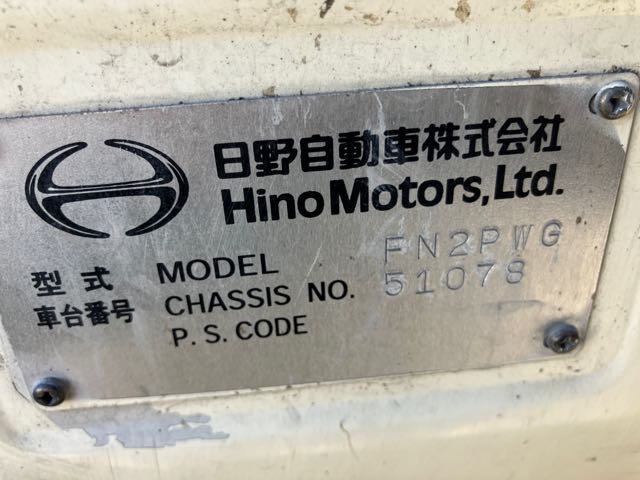 日野自動車株式会社
Hino Motors, Ltd.
型式 MODEL FN2PWG
車台番号 CHASSIS NO. 51078
P. S. CODE